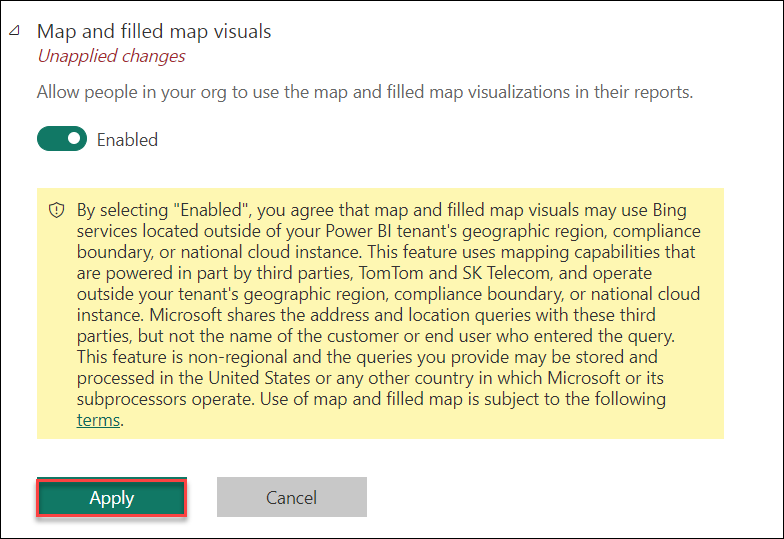 Map and filled map visuals
Unapplied changes
Allow people in your org to use the map and filled map visualizations in their reports.
Enabled
By selecting "Enabled", you agree that map and filled map visuals may use Bing
services located outside of your Power BI tenant's geographic region, compliance
boundary, or national cloud instance. This feature uses mapping capabilities that
are powered in part by third parties, TomTom and SK Telecom, and operate
outside your tenant's geographic region, compliance boundary, or national cloud
instance. Microsoft shares the address and location queries with these third
parties, but not the name of the customer or end user who entered the query.
This feature is non-regional and the queries you provide may be stored and
processed in the United States or any other country in which Microsoft or its
subprocessors operate. Use of map and filled map is subject to the following
terms.
Apply
Cancel